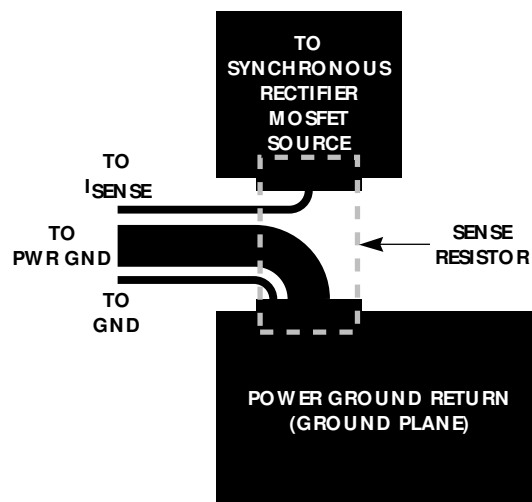 TO
SYNCHRONOUS
RECTIFIER
MOSFET
SOURCE
TO
ISENSE
TO
PWR GND
TO
GND
SENSE
RESISTOR
POWER GROUND RETURN
(GROUND PLANE)